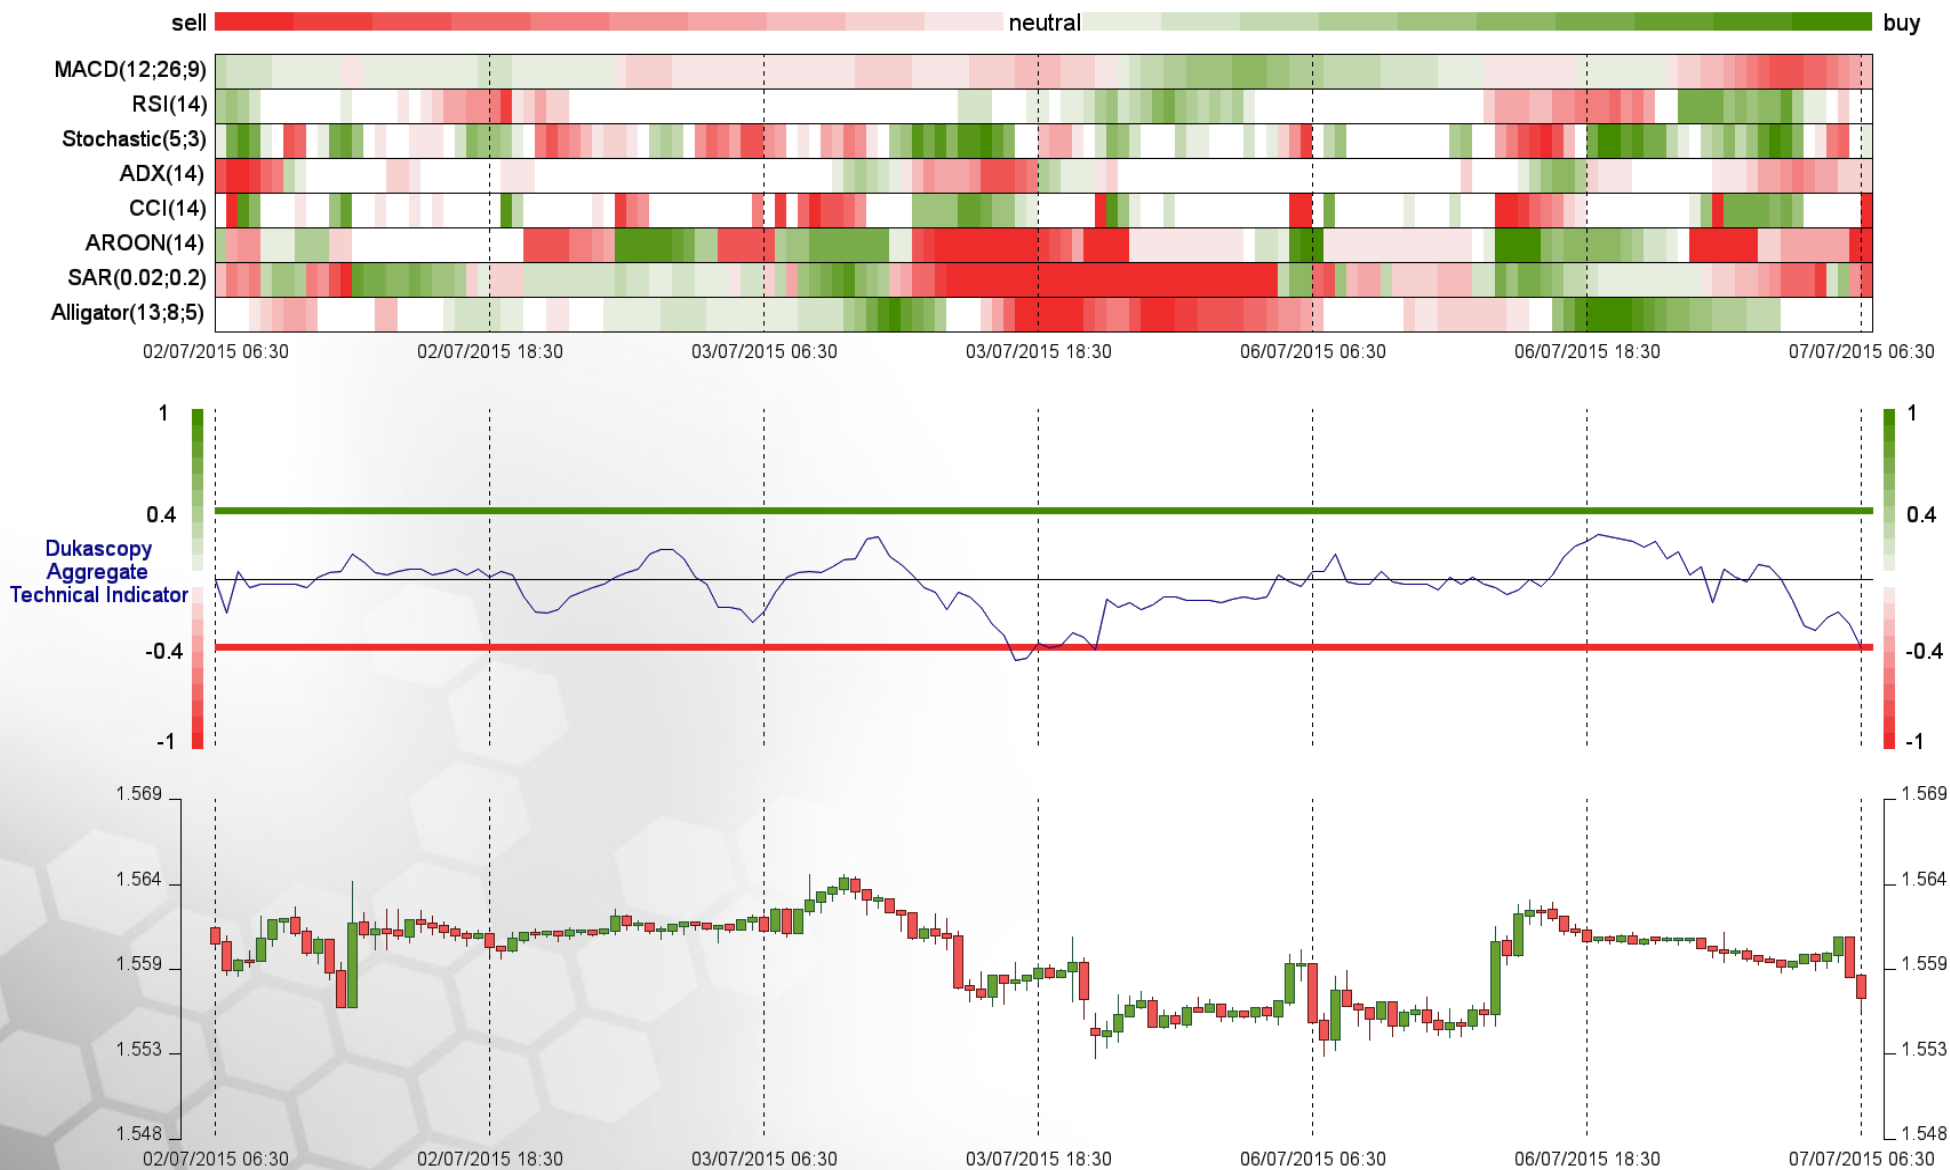 sell neutral buy
MACD(12;26;9)
RSI(14)
Stochastic(5;3)
ADX(14)
CCI(14)
AROON(14)
SAR(0.02;0.2)
Alligator(13;8;5)
02/07/2015 06:30 02/07/2015 18:30 03/07/2015 06:30 03/07/2015 18:30 06/07/2015 06:30 06/07/2015 18:30 07/07/2015 06:30
1 1
0.4 0.4
Dukascopy
Aggregate
Technical Indicator
-0.4 -0.4
-1 -1
1.569 1.569
1.564 1.564
1.559 1.559
1.553 1.553
1.548 1.548
02/07/2015 06:30 02/07/2015 18:30 03/07/2015 06:30 03/07/2015 18:30 06/07/2015 06:30 06/07/2015 18:30 07/07/2015 06:30